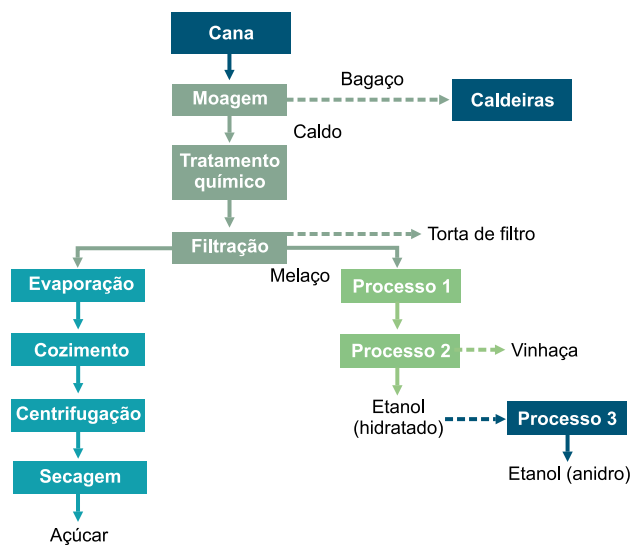 Cana
Bagaço
Moagem
Caldeiras
Caldo
Tratamento
químico
Torta de filtro
Filtração
Melaço
Evaporação
Processo 1
Cozimento
Processo 2
Vinhaça
Centrifugação
Etanol
(hidratado)
Processo 3
Secagem
Etanol (anidro)
Açúcar